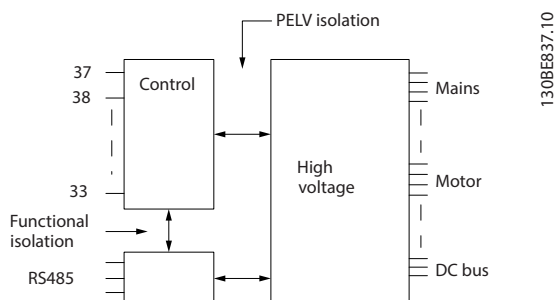 PELV isolation
130BE837.10
37
Control
38
Mains
High
voltage
Motor
33
Functional
isolation
RS485
DC bus